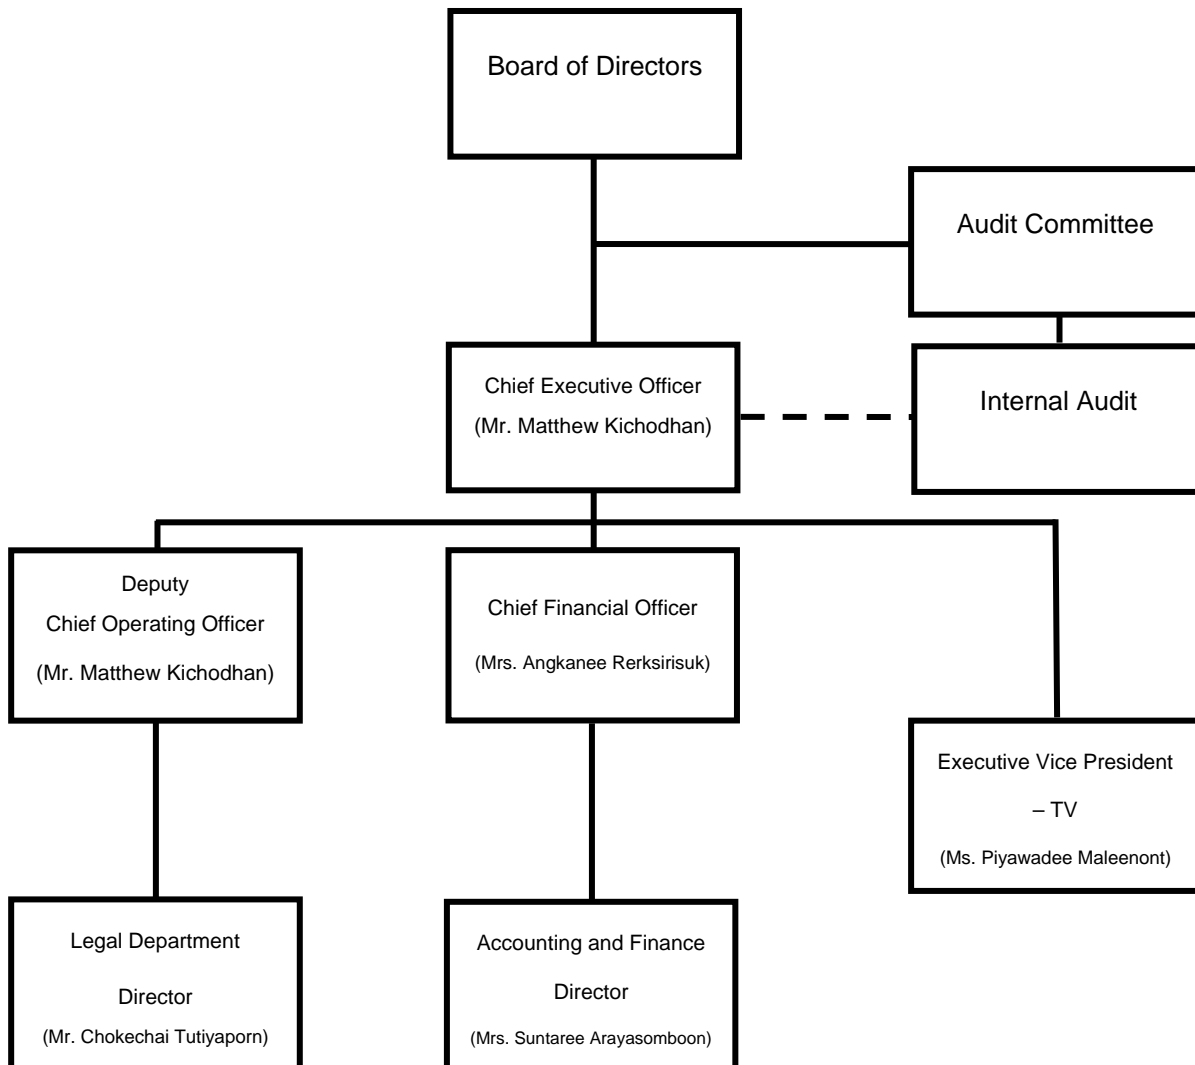 Board of Directors
Audit Committee
Chief Executive Officer
(Mr. Matthew Kichodhan)
Internal Audit
Deputy
Chief Operating Officer
(Mr. Matthew Kichodhan)
Chief Financial Officer
(Mrs. Angkanee Rerksirisuk)
Executive Vice President
– TV
(Ms. Piyawadee Maleenont)
Legal Department
Director
(Mr. Chokechai Tutiyaporn)
Accounting and Finance
Director
(Mrs. Suntaree Arayasomboon)